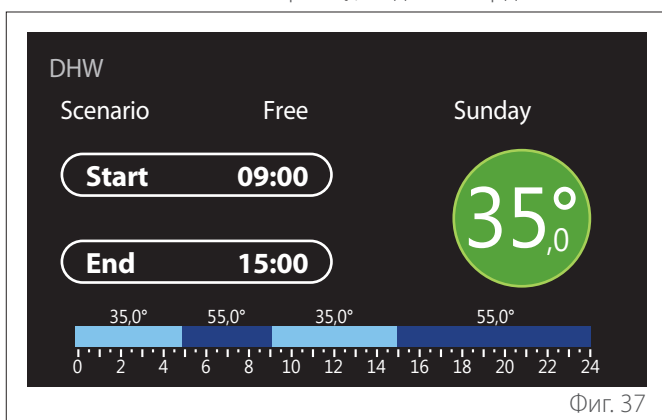 DHW
Scenario Free Sunday
Start 09:00
35,0°
End 15:00
35,0° 55,0° 35,0° 55,0°
0 2 4 6 8 10 12 14 16 18 20 22 24
Фиг. 37